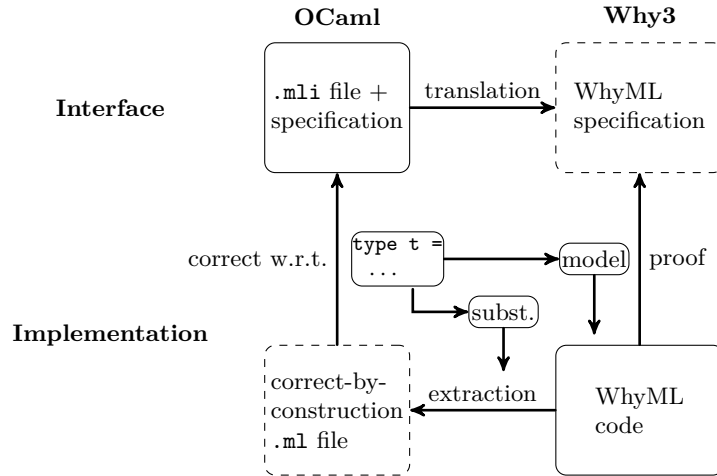 OCaml
Why3
Interface
.mli file +
specification
translation
WhyML
specification
correct w.r.t.
type t =
...
model
proof
subst.
Implementation
correct-by-
construction
.ml file
extraction
WhyML
code